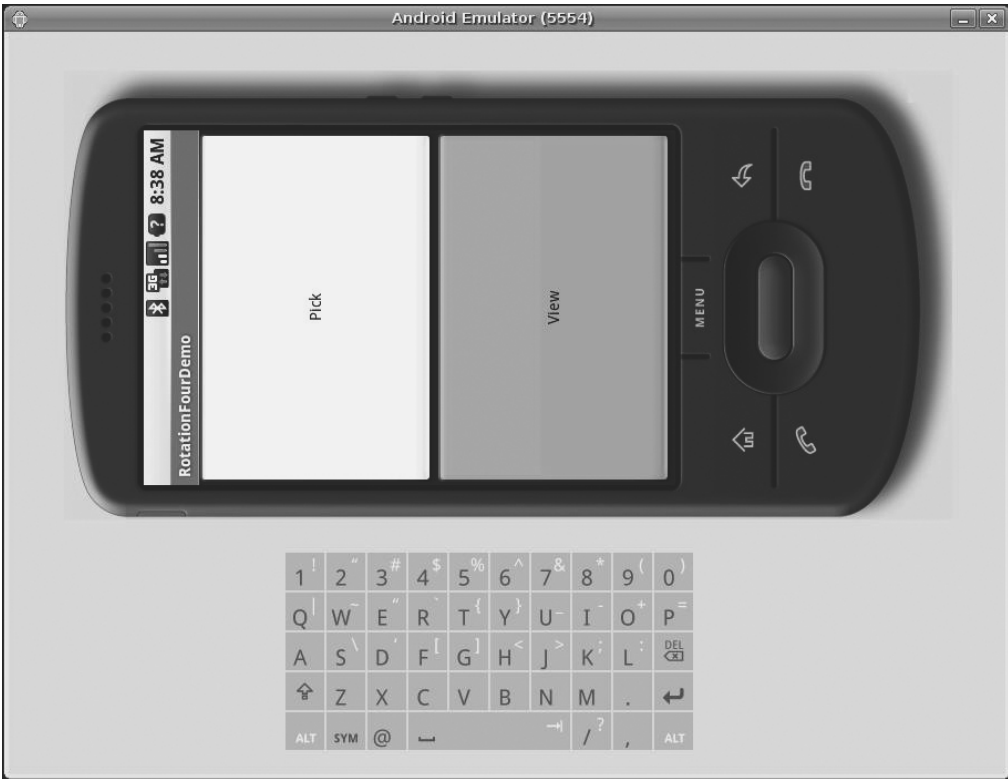 Android Emulator (5554)
3G ? 8:38 AM
RotationFourDemo
Pick
View
MENU
1 ! 2 “ 3 # 4 $ 5 % 6 ^ 7 & 8 * 9 ( 0 )
Q | W ~ E “ R ` T { Y } U _ I - O + P =
A S \ D ‘ F [ G ] H < J > K ; L : DEL
Z X C V B N M .
ALT SYM @ / ? , ALT